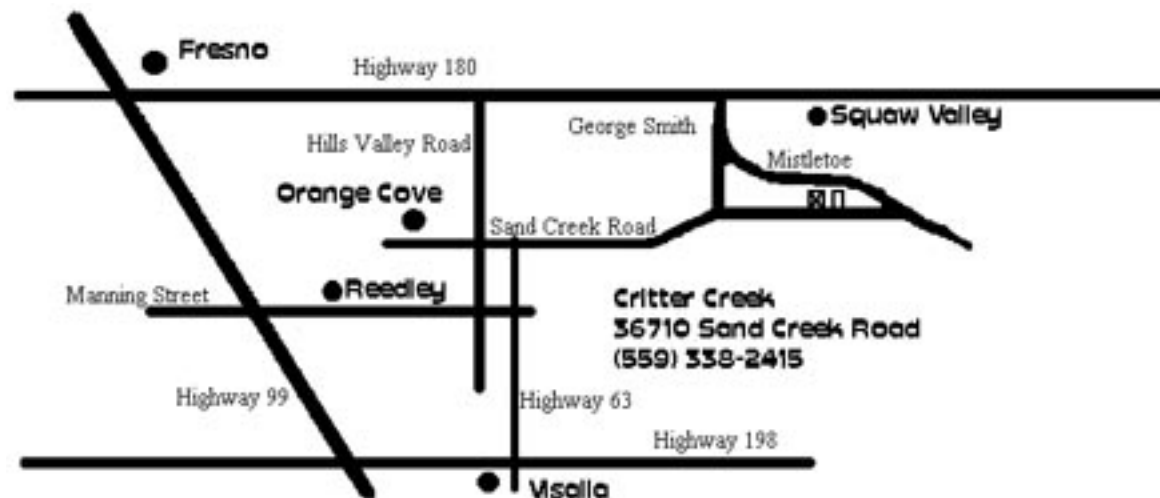 Fresno
Highway 180
George Smith
Squaw Valley
Hills Valley Road
Mistletoe
Orange Cove
Sand Creek Road
Manning Street
Reedley
Critter Creek
36710 Sand Creek Road
(559) 338-2415
Highway 99
Highway 63
Highway 198
Visalia